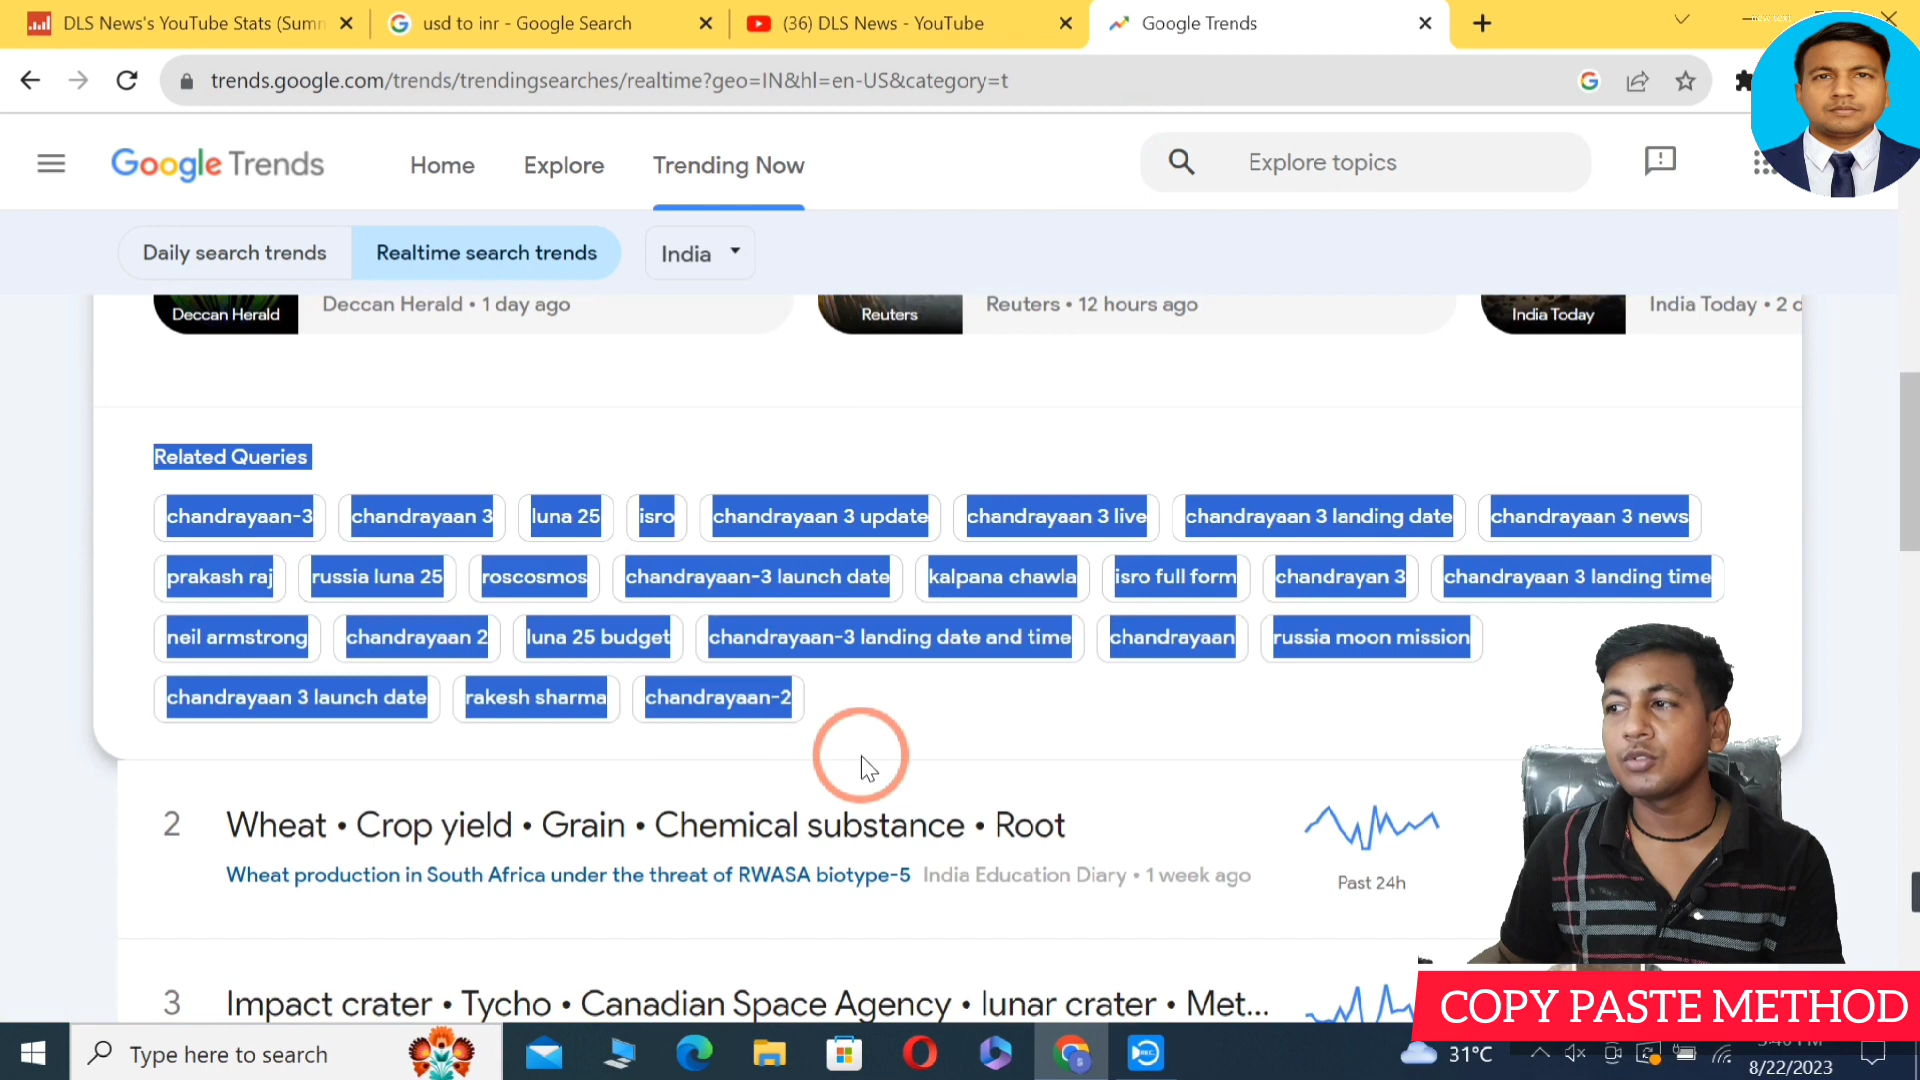 DLS News's YouTube Stats (Summ
usd to inr - Google Search
(36) DLS News - YouTube
Google Trends
trends.google.com/trends/trendingsearches/realtime?geo=IN&hl=en-US&category=t
Google Trends
Home
Explore
Trending Now
Explore topics
Daily search trends
Realtime search trends
India
Deccan Herald
Deccan Herald • 1 day ago
Reuters
Reuters • 12 hours ago
India Today
India Today • 2 d
Related Queries
chandrayaan-3 chandrayaan 3 luna 25 isro chandrayaan 3 update chandrayaan 3 live chandrayaan 3 landing date chandrayaan 3 news
prakash raj russia luna 25 roscosmos chandrayaan-3 launch date kalpana chawla isro full form chandrayan 3 chandrayaan 3 landing time
neil armstrong chandrayaan 2 luna 25 budget chandrayaan-3 landing date and time chandrayaan russia moon mission
chandrayaan 3 launch date rakesh sharma chandrayaan-2
2 Wheat • Crop yield • Grain • Chemical substance • Root
Wheat production in South Africa under the threat of RWASA biotype-5 India Education Diary • 1 week ago
Past 24h
3 Impact crater • Tycho • Canadian Space Agency • lunar crater • Met...
COPY PASTE METHOD
Type here to search
31°C
8/22/2023